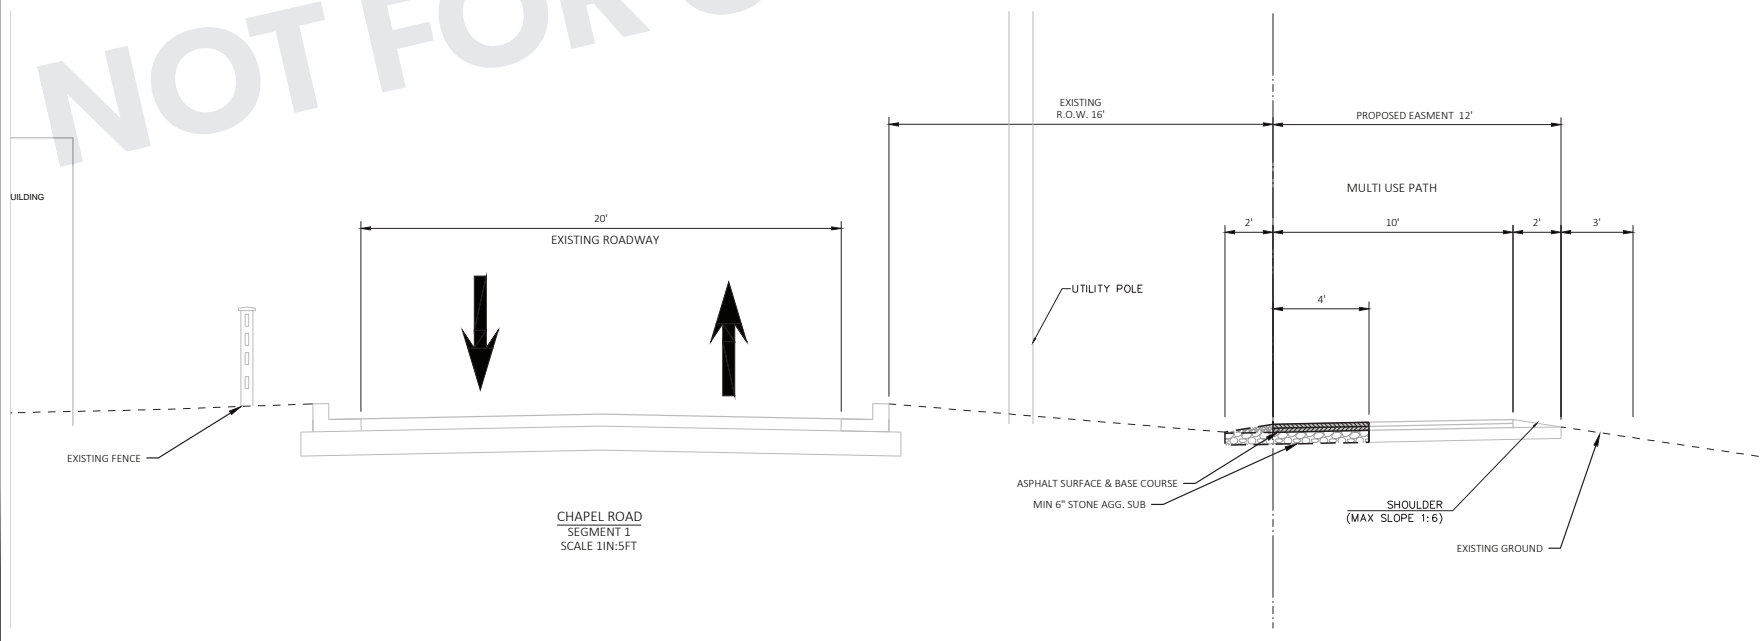 NOT FOR
EXISTING
R.O.W. 16'
PROPOSED EASMENT 12'
UILDING
MULTI USE PATH
20'
EXISTING ROADWAY
2'
10'
2'
3'
UTILITY POLE
4'
EXISTING FENCE
ASPHALT SURFACE & BASE COURSE
MIN 6" STONE AGG. SUB
SHOULDER
(MAX SLOPE 1:6)
CHAPEL ROAD
SEGMENT 1
SCALE 1IN:5FT
EXISTING GROUND